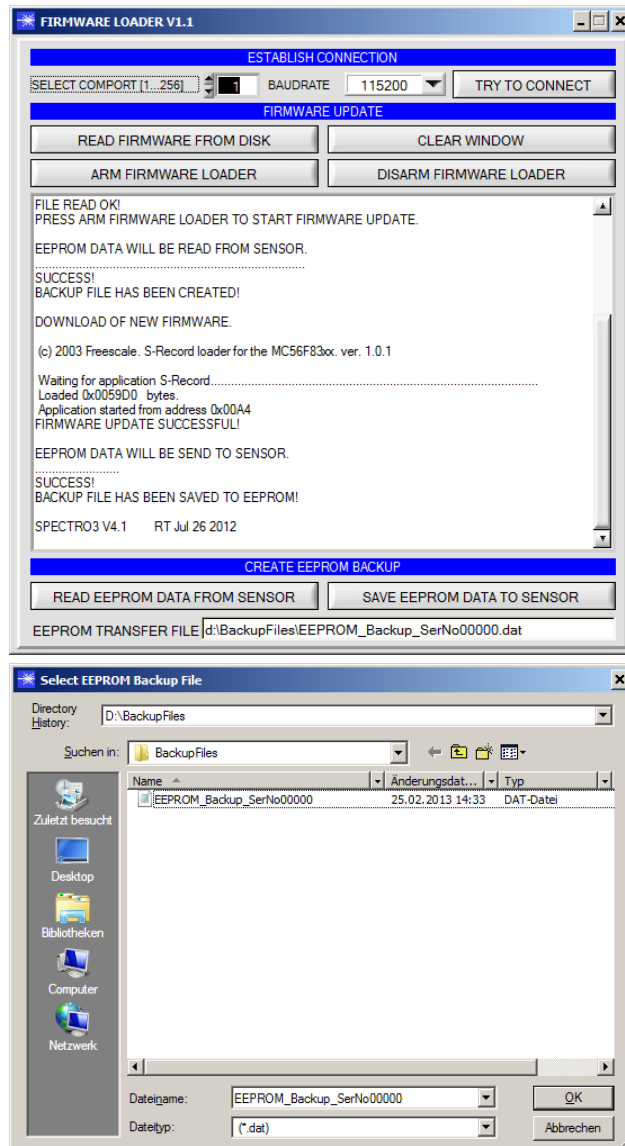 FIRMWARE LOADER V1.1
ESTABLISH CONNECTION
SELECT COMPORT [1...256] 1 BAUDRATE 115200 TRY TO CONNECT
FIRMWARE UPDATE
READ FIRMWARE FROM DISK CLEAR WINDOW
ARM FIRMWARE LOADER DISARM FIRMWARE LOADER
FILE READ OK!
PRESS ARM FIRMWARE LOADER TO START FIRMWARE UPDATE.
EEPROM DATA WILL BE READ FROM SENSOR.
..........................................................................
SUCCESS!
BACKUP FILE HAS BEEN CREATED!
DOWNLOAD OF NEW FIRMWARE.
(c) 2003 Freescale. S-Record loader for the MC56F83xx. ver. 1.0.1
Waiting for application S-Record..........................................................................................
Loaded 0x0059D0 bytes.
Application started from address 0x00A4
FIRMWARE UPDATE SUCCESSFUL!
EEPROM DATA WILL BE SEND TO SENSOR.
.......................
SUCCESS!
BACKUP FILE HAS BEEN SAVED TO EEPROM!
SPECTRO3 V4.1 RT Jul 26 2012
CREATE EEPROM BACKUP
READ EEPROM DATA FROM SENSOR SAVE EEPROM DATA TO SENSOR
EEPROM TRANSFER FILE d:\BackupFiles\EEPROM_Backup_SerNo00000.dat
Select EEPROM Backup File
Directory
History: D:\BackupFiles
Suchen in: BackupFiles
Name Änderungsdat... Typ
EEPROM_Backup_SerNo00000 25.02.2013 14:33 DAT-Datei
Zuletzt besucht
Desktop
Bibliotheken
Computer
Netzwerk
Dateiname: EEPROM_Backup_SerNo00000 OK
Dateityp: (*.dat) Abbrechen